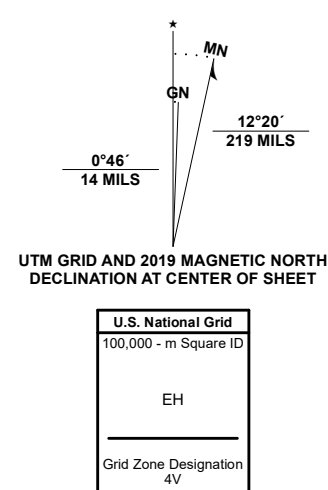 MN
GN
12°20´
219 MILS
0°46´
14 MILS
UTM GRID AND 2019 MAGNETIC NORTH
DECLINATION AT CENTER OF SHEET
U.S. National Grid
100,000 - m Square ID
EH
Grid Zone Designation
4V